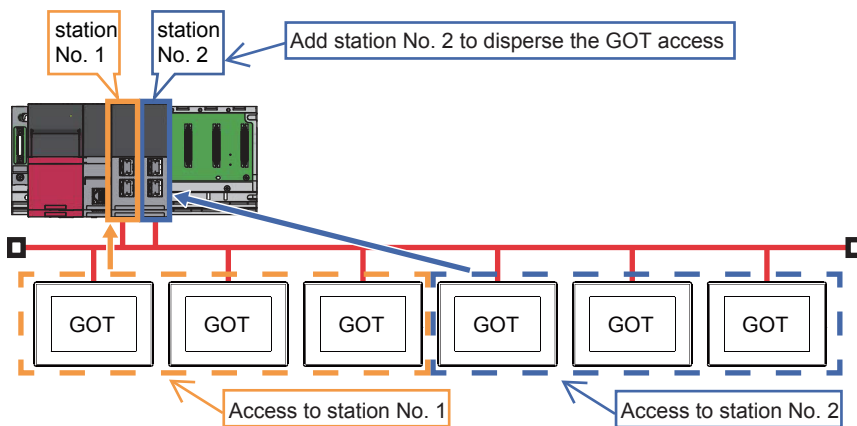 station
No. 1
station
No. 2
Add station No. 2 to disperse the GOT access
GOT
GOT
GOT
GOT
GOT
GOT
Access to station No. 1
Access to station No. 2